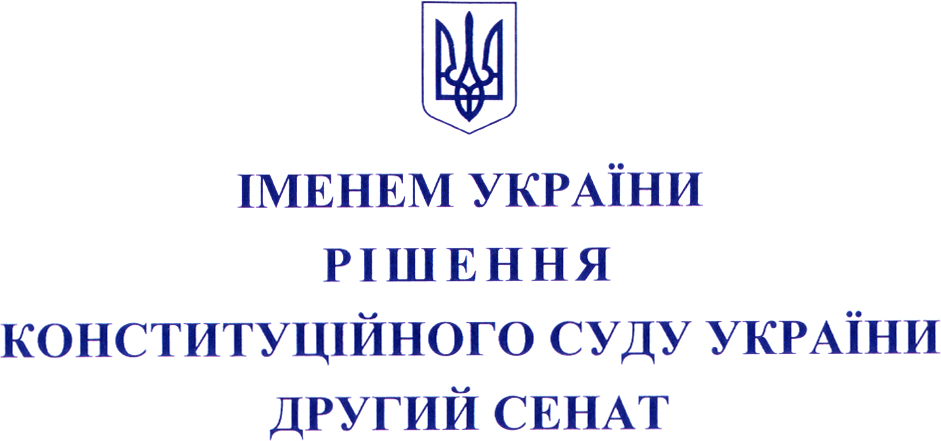 ІМЕНЕМ УКРАЇНИ
РІШЕННЯ
КОНСТИТУЦІЙНОГО СУДУ УКРАЇНИ
ДРУГИЙ СЕНАТ